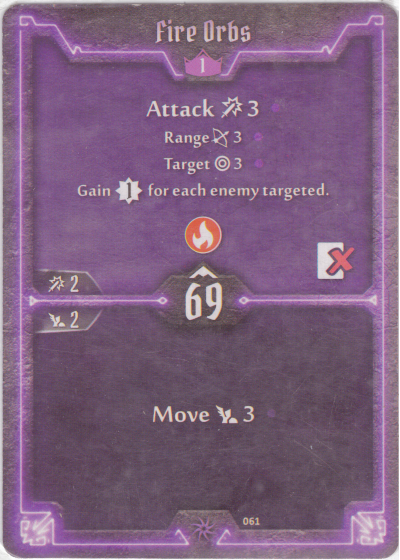 Fire Orbs
1
Attack 3
Range 3
Target 3
Gain 1 for each enemy targeted.
2
69
2
Move 3
061